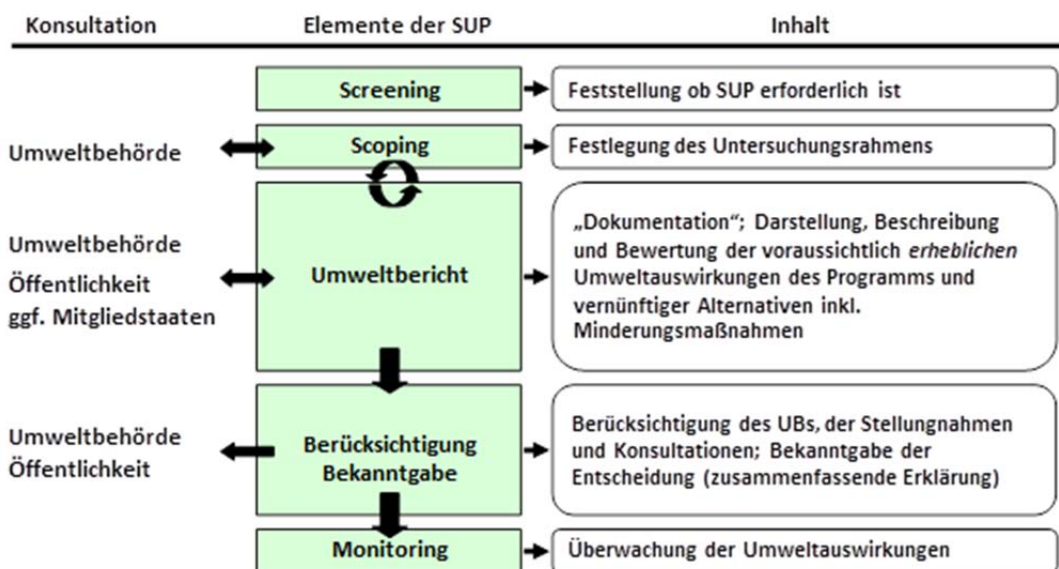 Konsultation Elemente der SUP Inhalt
Screening
Feststellung ob SUP erforderlich ist
Umweltbehörde
Scoping
Festlegung des Untersuchungsrahmens
Umweltbehörde
Öffentlichkeit
ggf. Mitgliedstaaten
Umweltbericht
„Dokumentation“; Darstellung, Beschreibung
und Bewertung der voraussichtlich erheblichen
Umweltauswirkungen des Programms und
vernünftiger Alternativen inkl.
Minderungsmaßnahmen
Umweltbehörde
Öffentlichkeit
Berücksichtigung
Bekanntgabe
Berücksichtigung des UBs, der Stellungnahmen
und Konsultationen; Bekanntgabe der
Entscheidung (zusammenfassende Erklärung)
Monitoring
Überwachung der Umweltauswirkungen